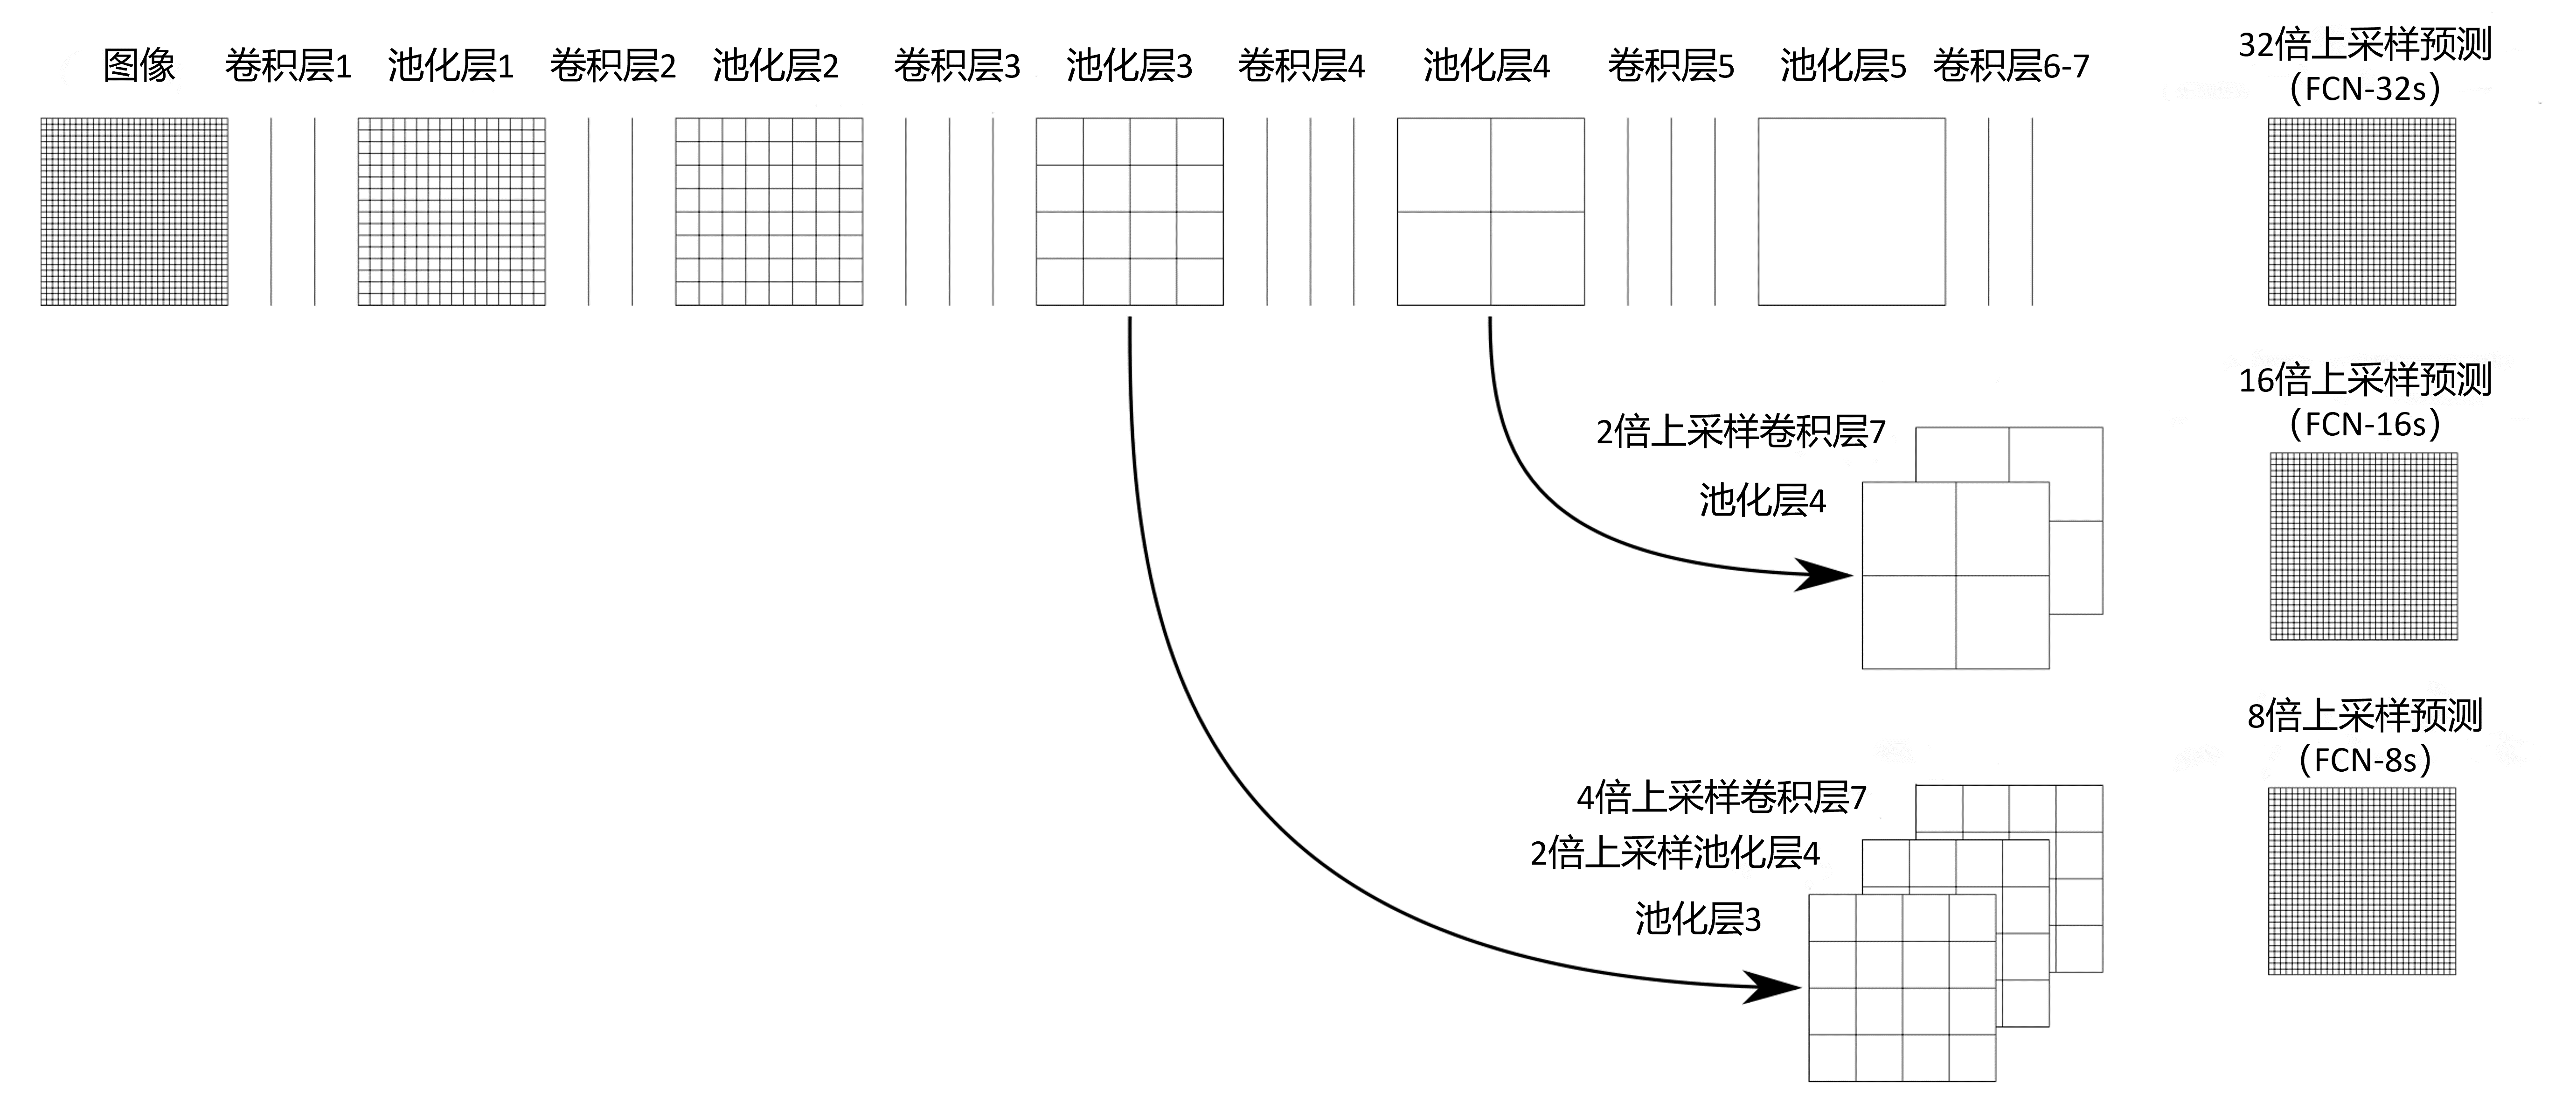 图像 卷积层1 池化层1 卷积层2 池化层2 卷积层3 池化层3 卷积层4 池化层4 卷积层5 池化层5 卷积层6-7
32倍上采样预测
（FCN-32s）
16倍上采样预测
（FCN-16s）
2倍上采样卷积层7
池化层4
8倍上采样预测
（FCN-8s）
4倍上采样卷积层7
2倍上采样池化层4
池化层3